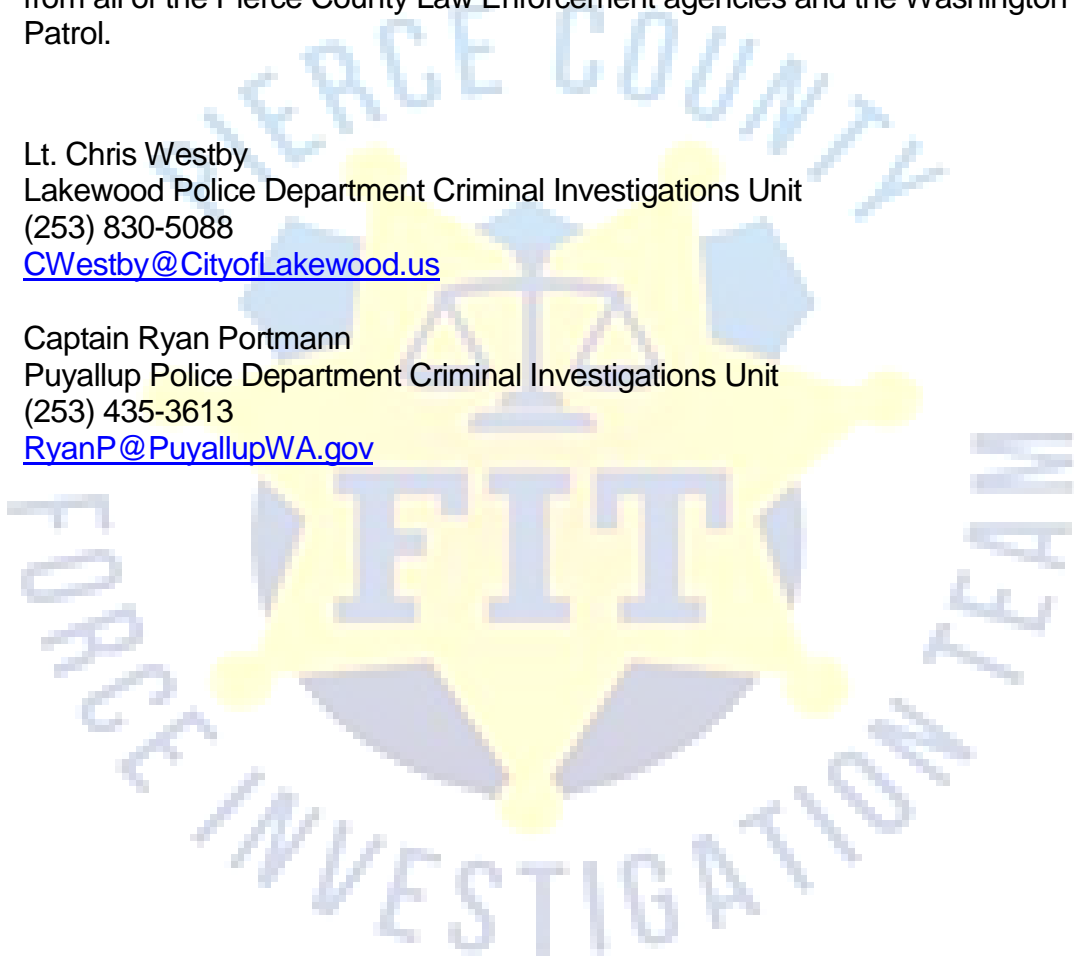 from all of the Pierce County Law Enforcement agencies and the Washington
Patrol.
Lt. Chris Westby
Lakewood Police Department Criminal Investigations Unit
(253) 830-5088
CWestby@CityofLakewood.us
Captain Ryan Portmann
Puyallup Police Department Criminal Investigations Unit
(253) 435-3613
RyanP@PuyallupWA.gov
PIERCE COUNTY
FIT
FORCE INVESTIGATION TEAM